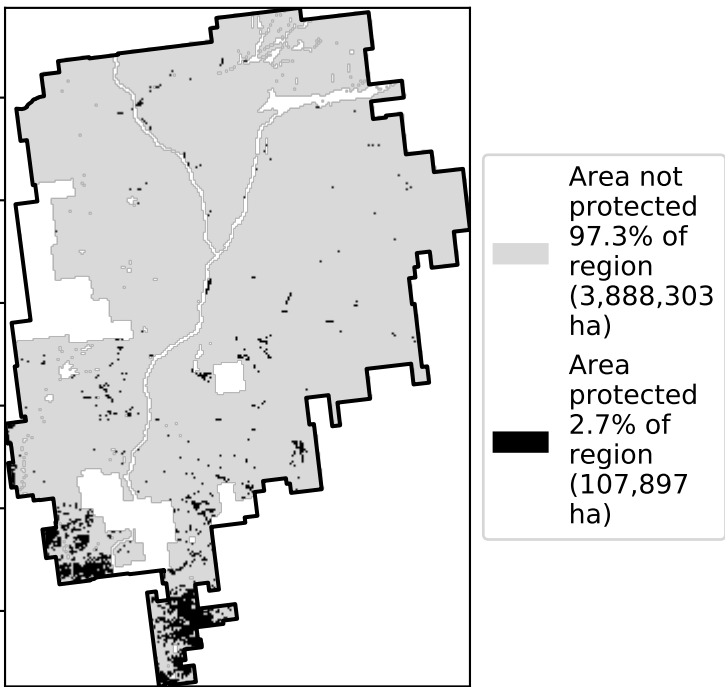 Area not
protected
97.3% of
region
(3,888,303
ha)
Area
protected
2.7% of
region
(107,897
ha)